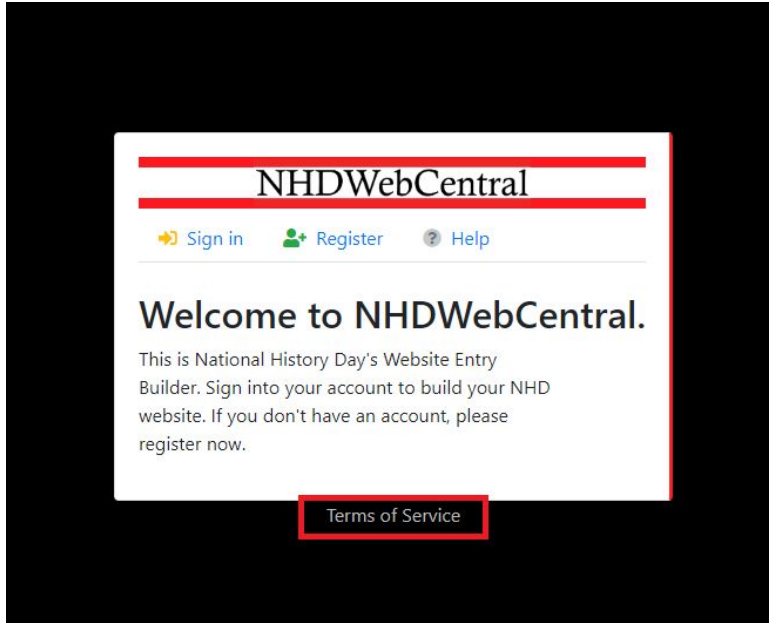 NHDWebCentral
Sign in Register ? Help
Welcome to NHDWebCentral.
This is National History Day's Website Entry
Builder. Sign into your account to build your NHD
website. If you don't have an account, please
register now.
Terms of Service